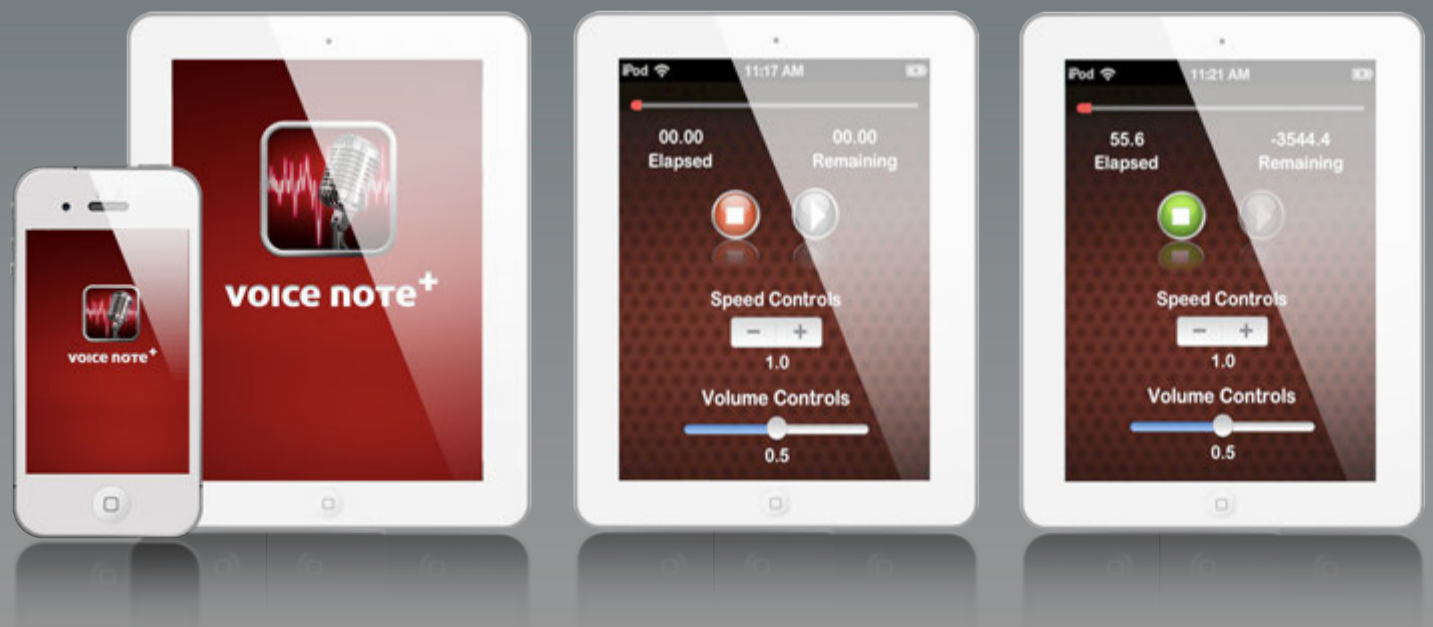 voice note+
voice note+
iPod 11:17 AM
00.00 00.00
Elapsed Remaining
Speed Controls
− +
1.0
Volume Controls
0.5
iPod 11:21 AM
55.6 -3544.4
Elapsed Remaining
Speed Controls
− +
1.0
Volume Controls
0.5